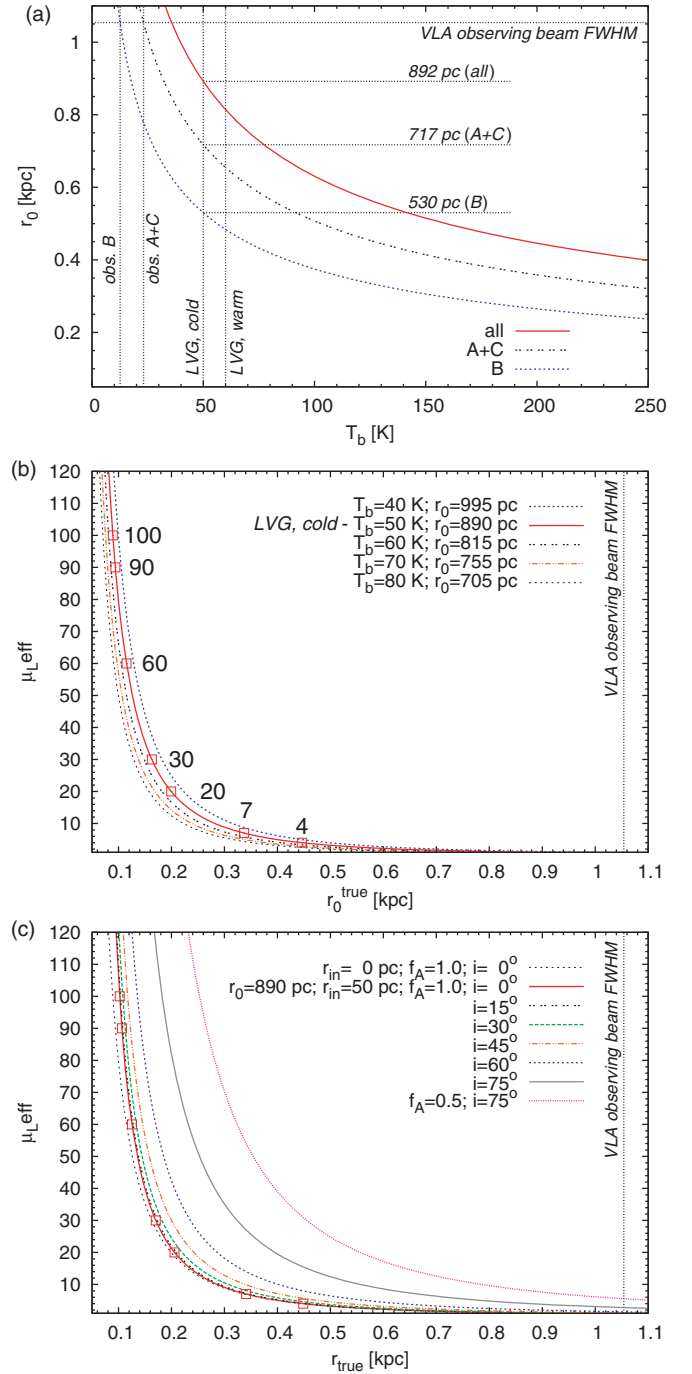 (a)
VLA observing beam FWHM
892 pc (all)
717 pc (A+C)
530 pc (B)
obs. B
obs. A+C
LVG, cold
LVG, warm
all
A+C
B
r0 [kpc]
1
0.8
0.6
0.4
0.2
0 50 100 150 200 250
Tb [K]
(b)
Tb=40 K; r0=995 pc
LVG, cold - Tb=50 K; r0=890 pc
Tb=60 K; r0=815 pc
Tb=70 K; r0=755 pc
Tb=80 K; r0=705 pc
VLA observing beam FWHM
100
90
60
30
20
7
4
μLeff
120
110
100
90
80
70
60
50
40
30
20
10
0.1 0.2 0.3 0.4 0.5 0.6 0.7 0.8 0.9 1 1.1
r0true [kpc]
(c)
rin= 0 pc; fA=1.0; i= 0o
r0=890 pc; rin=50 pc; fA=1.0; i= 0o
i=15o
i=30o
i=45o
i=60o
i=75o
fA=0.5; i=75o
VLA observing beam FWHM
μLeff
120
110
100
90
80
70
60
50
40
30
20
10
0.1 0.2 0.3 0.4 0.5 0.6 0.7 0.8 0.9 1 1.1
rtrue [kpc]